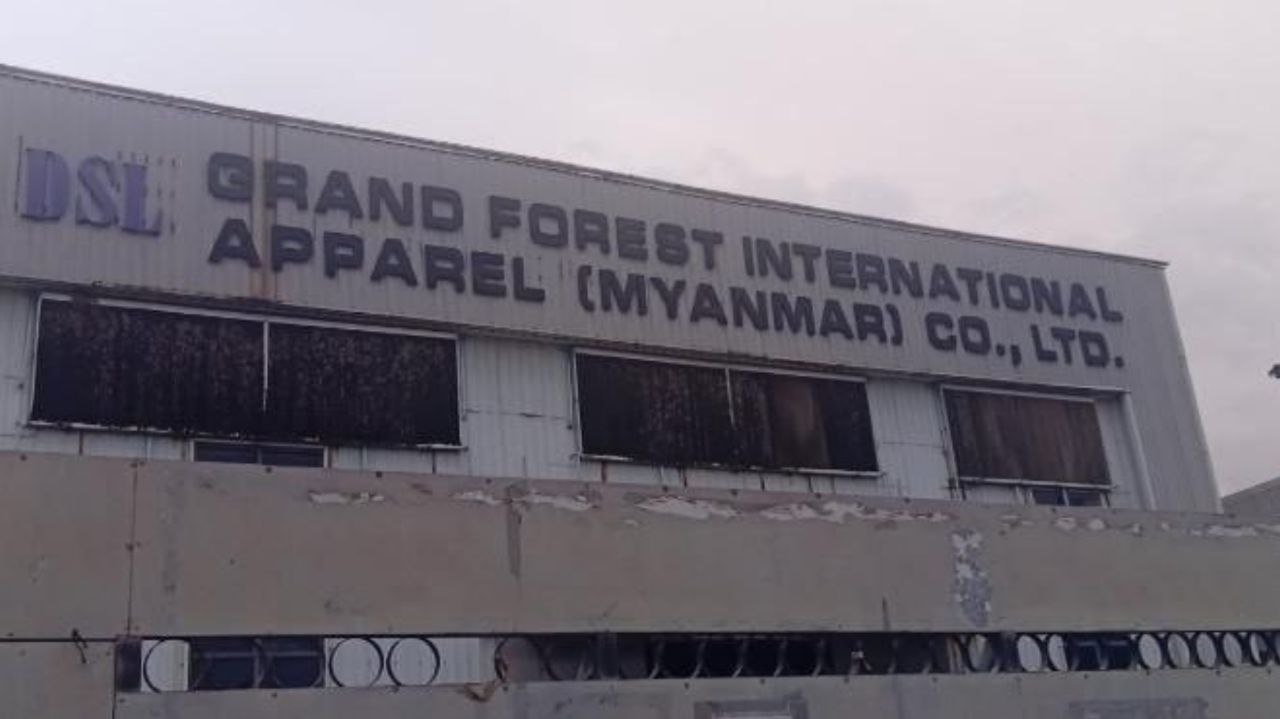 DSL
GRAND FOREST INTERNATIONAL
APPAREL (MYANMAR) CO., LTD.